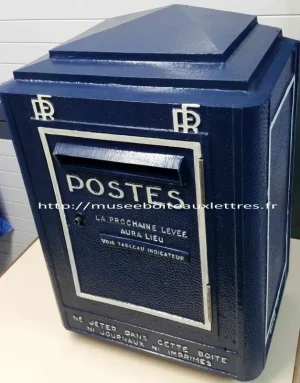 RF RF
POSTES
http://museeboiteauxlettres.fr
LA PROCHAINE LEVÉE
AURA LIEU
VOIR TABLEAU INDICATEUR
NE JETER DANS CETTE BOITE
NI JOURNAUX NI IMPRIMÉS